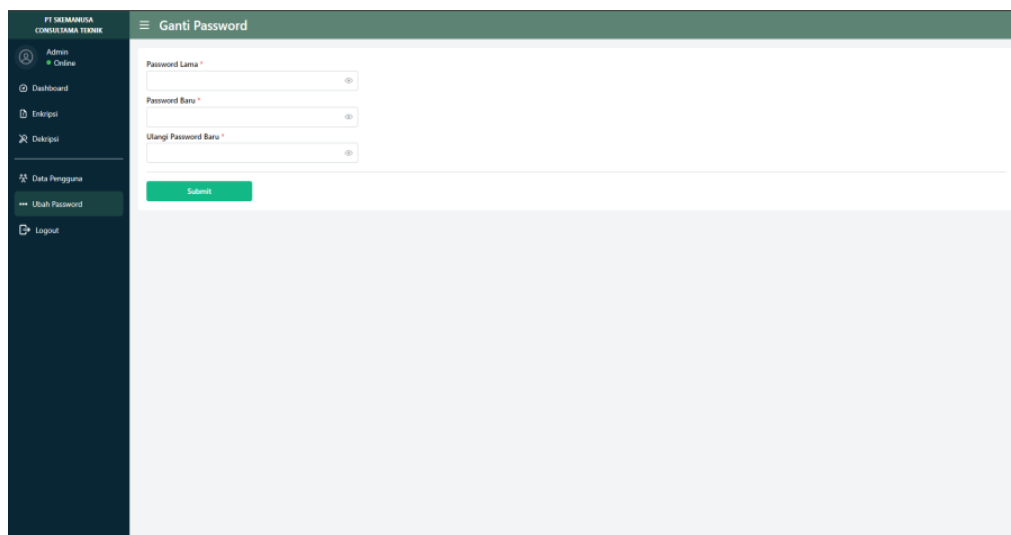 PT SKEMANUSA
CONSULTAMA TEKNIK
Admin
Online
Dashboard
Enkripsi
Dekripsi
Data Pengguna
Ubah Password
Logout
Ganti Password
Password Lama *
Password Baru *
Ulangi Password Baru *
Submit